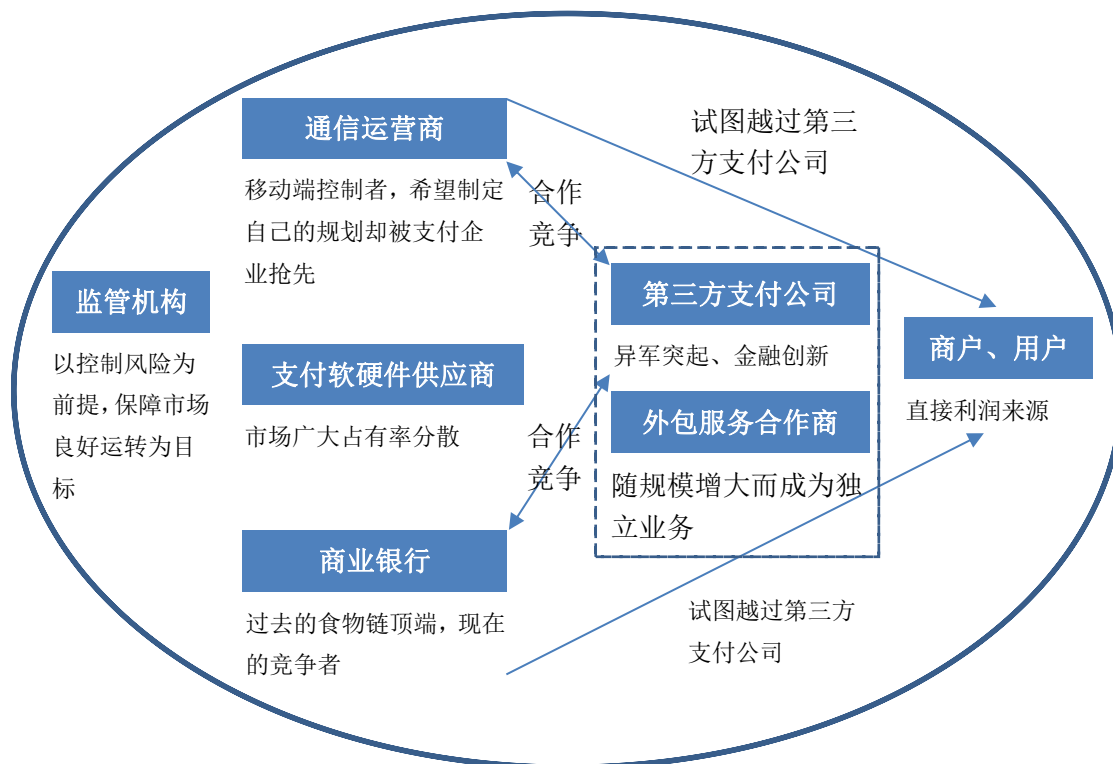 通信运营商
移动端控制者，希望制定
自己的规划却被支付企
业抢先
试图越过第三
方支付公司
合作
竞争
监管机构
以控制风险为
前提，保障市场
良好运转为目
标
支付软硬件供应商
市场广大占有率分散
第三方支付公司
异军突起、金融创新
外包服务合作商
随规模增大而成为独
立业务
商户、用户
直接利润来源
合作
竞争
商业银行
过去的食物链顶端，现在
的竞争者
试图越过第三方
支付公司